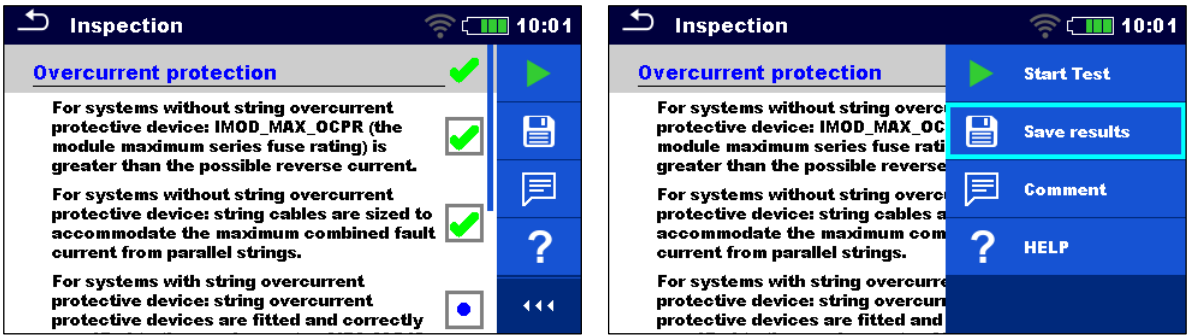 Inspection
10:01
Overcurrent protection
For systems without string overcurrent
protective device: IMOD_MAX_OCPR (the
module maximum series fuse rating) is
greater than the possible reverse current.
For systems without string overcurrent
protective device: string cables are sized to
accommodate the maximum combined fault
current from parallel strings.
For systems with string overcurrent
protective device: string overcurrent
protective devices are fitted and correctly
?
Inspection
10:01
Overcurrent protection
For systems without string overc
protective device: IMOD_MAX_OC
module maximum series fuse rati
greater than the possible reverse
For systems without string overc
protective device: string cables a
accommodate the maximum com
current from parallel strings.
For systems with string overcurre
protective device: string overcurr
protective devices are fitted and
Start Test
Save results
Comment
? HELP